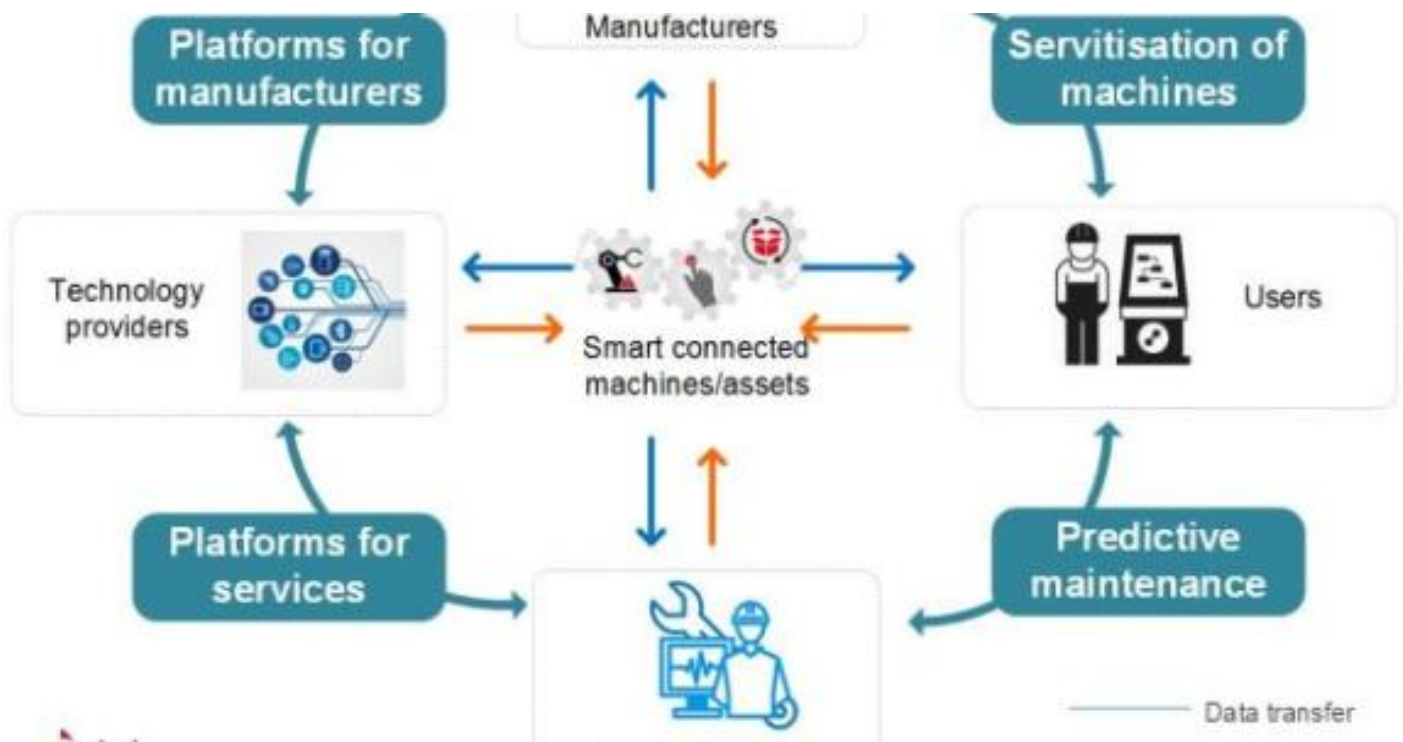 Manufacturers
Platforms for
manufacturers
Servitisation of
machines
Technology
providers
Smart connected
machines/assets
Users
Platforms for
services
Predictive
maintenance
Data transfer